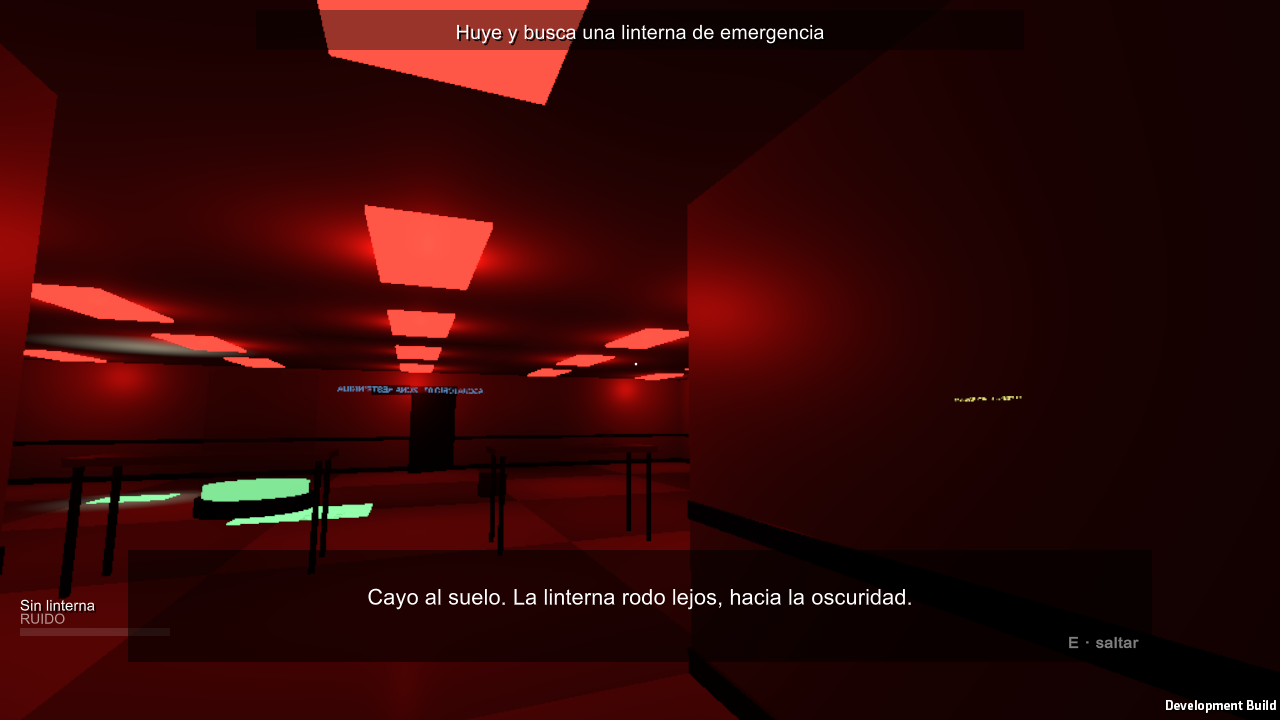 Huye y busca una linterna de emergencia
Cayo al suelo. La linterna rodo lejos, hacia la oscuridad.
Sin linterna
RUIDO
E · saltar
Development Build